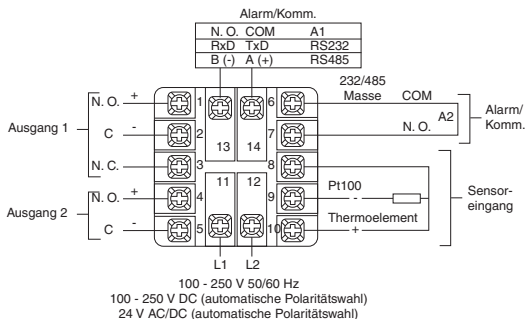 Alarm/Komm.
N. O. COM A1
RxD TxD RS232
B (-) A (+) RS485
232/485
Masse COM
A2
N. O.
Alarm/
Komm.
Ausgang 1
N. O. +
C -
N. C.
Ausgang 2
N. O. +
C -
1
2
3
4
5
13
14
11
12
6
7
8
9
10
Pt100
-
Thermoelement
+
Sensor-
eingang
L1 L2
100 - 250 V 50/60 Hz
100 - 250 V DC (automatische Polaritätswahl)
24 V AC/DC (automatische Polaritätswahl)